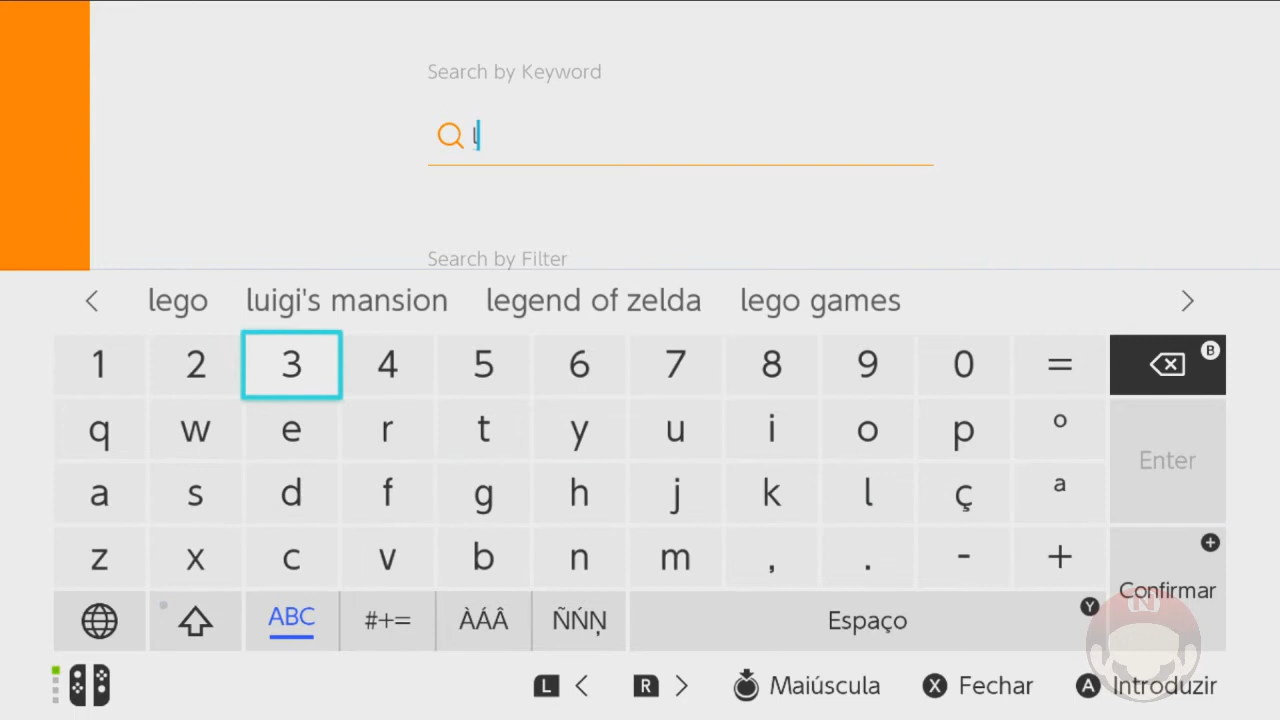 Search by Keyword
l
Search by Filter
lego luigi's mansion legend of zelda lego games
1 2 3 4 5 6 7 8 9 0 = B
q w e r t y u i o p º
Enter
a s d f g h j k l ç ª
z x c v b n m , . - + +
Confirmar
ABC #+= ÀÁÂ ÑŃŅ Espaço Y
N
L R Maiúscula X Fechar A Introduzir